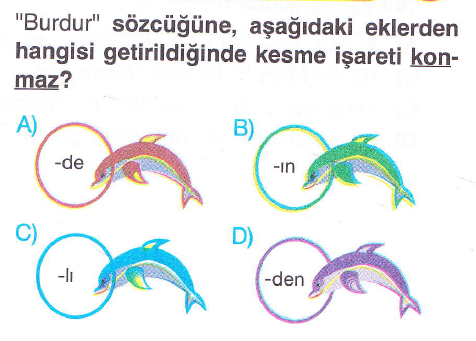 "Burdur" sözcüğüne, aşağıdaki eklerden
hangisi getirildiğinde kesme işareti kon-
maz?
A) -de
B) -ın
C) -lı
D) -den